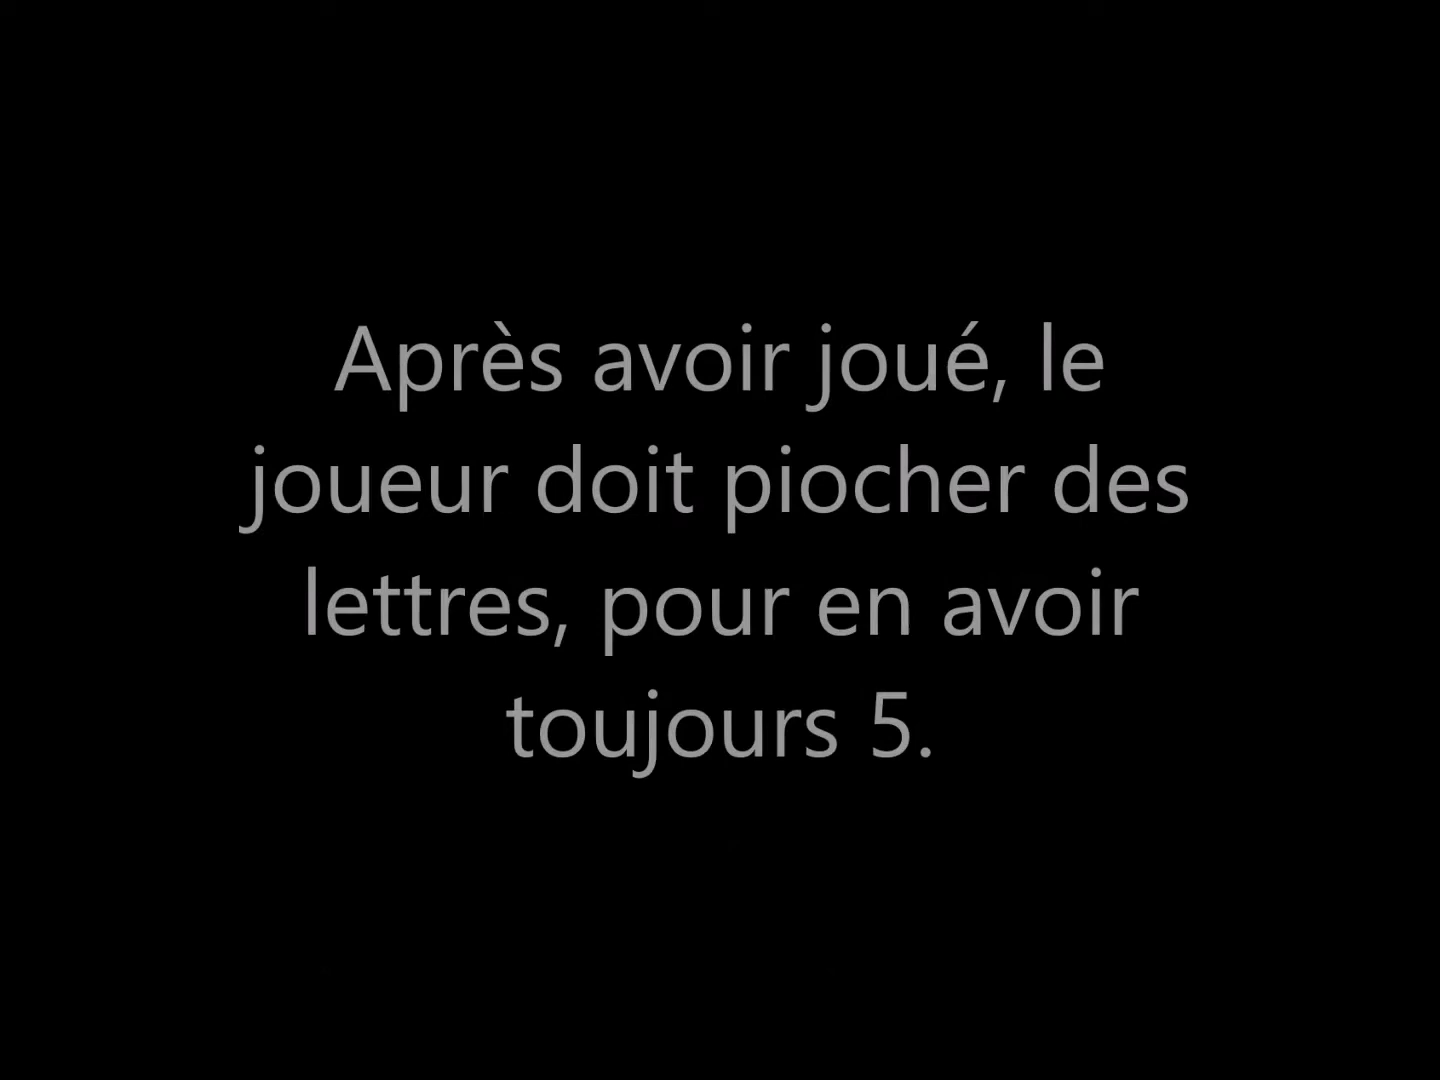 Après avoir joué, le
joueur doit piocher des
lettres, pour en avoir
toujours 5.